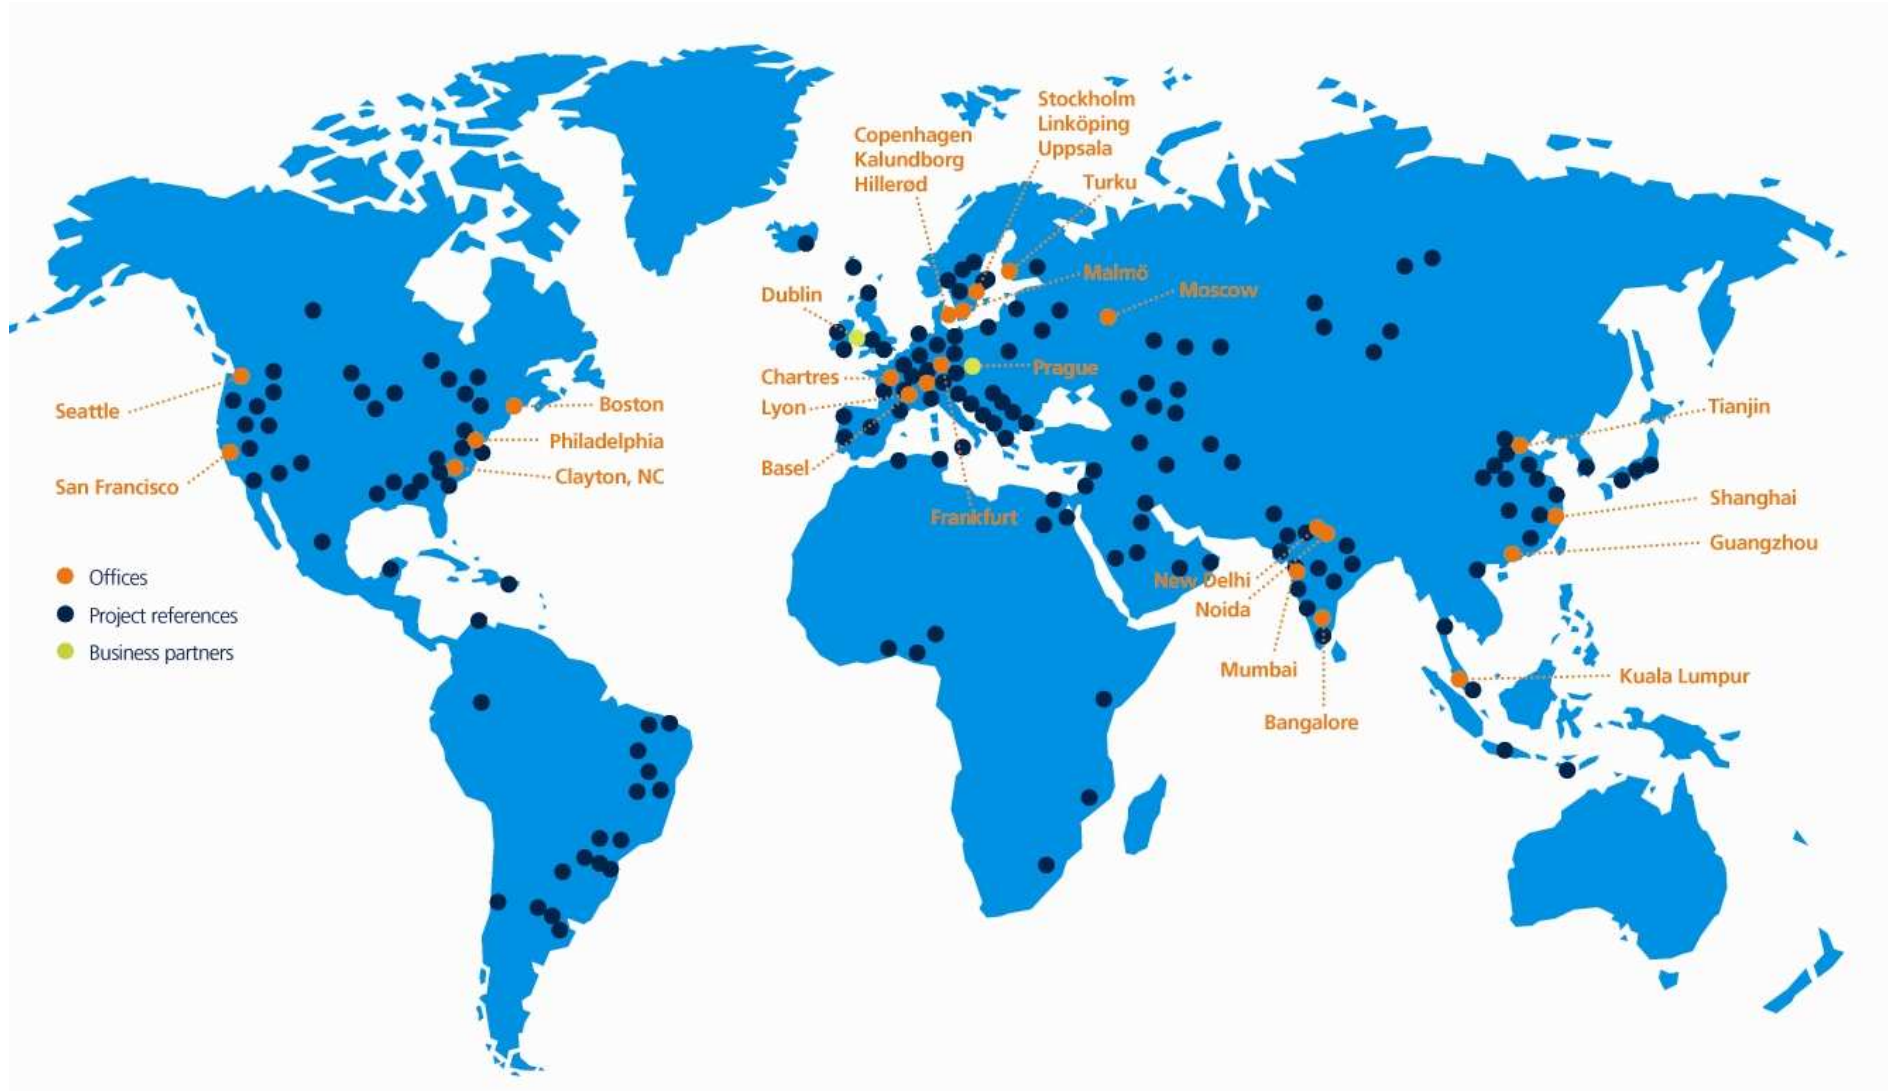 Stockholm
Linköping
Uppsala
Copenhagen
Kalundborg
Hillerød
Turku
Malmö
Moscow
Dublin
Chartres
Lyon
Basel
Prague
Frankfurt
Seattle
San Francisco
Boston
Philadelphia
Clayton, NC
Offices
Project references
Business partners
New Delhi
Noida
Mumbai
Bangalore
Tianjin
Shanghai
Guangzhou
Kuala Lumpur